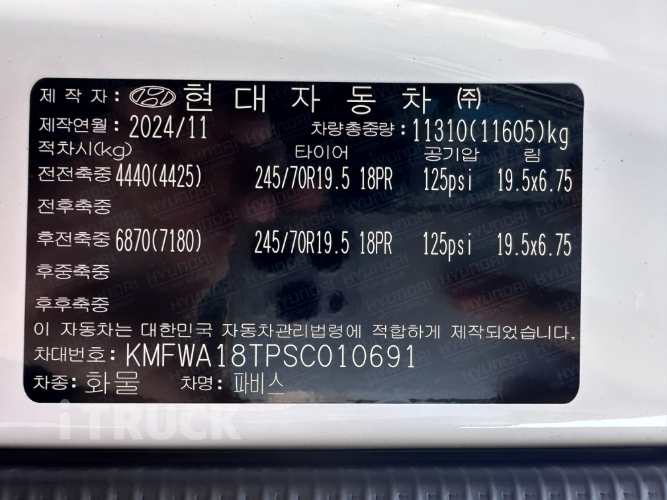 제 작 자 : HYUNDAI 현 대 자 동 차 ㈜
제작연월 : 2024/11 차량총중량 : 11310(11605)kg
적차시(kg) 타이어 공기압 림
전전축중 4440(4425) 245/70R19.5 18PR 125psi 19.5x6.75
전후축중
후전축중 6870(7180) 245/70R19.5 18PR 125psi 19.5x6.75
후중축중
후후축중
이 자동차는 대한민국 자동차관리법령에 적합하게 제작되었습니다.
차대번호 : KMFWA18TPSC010691
차종 : 화물 차명 : 파비스
iTRUCK